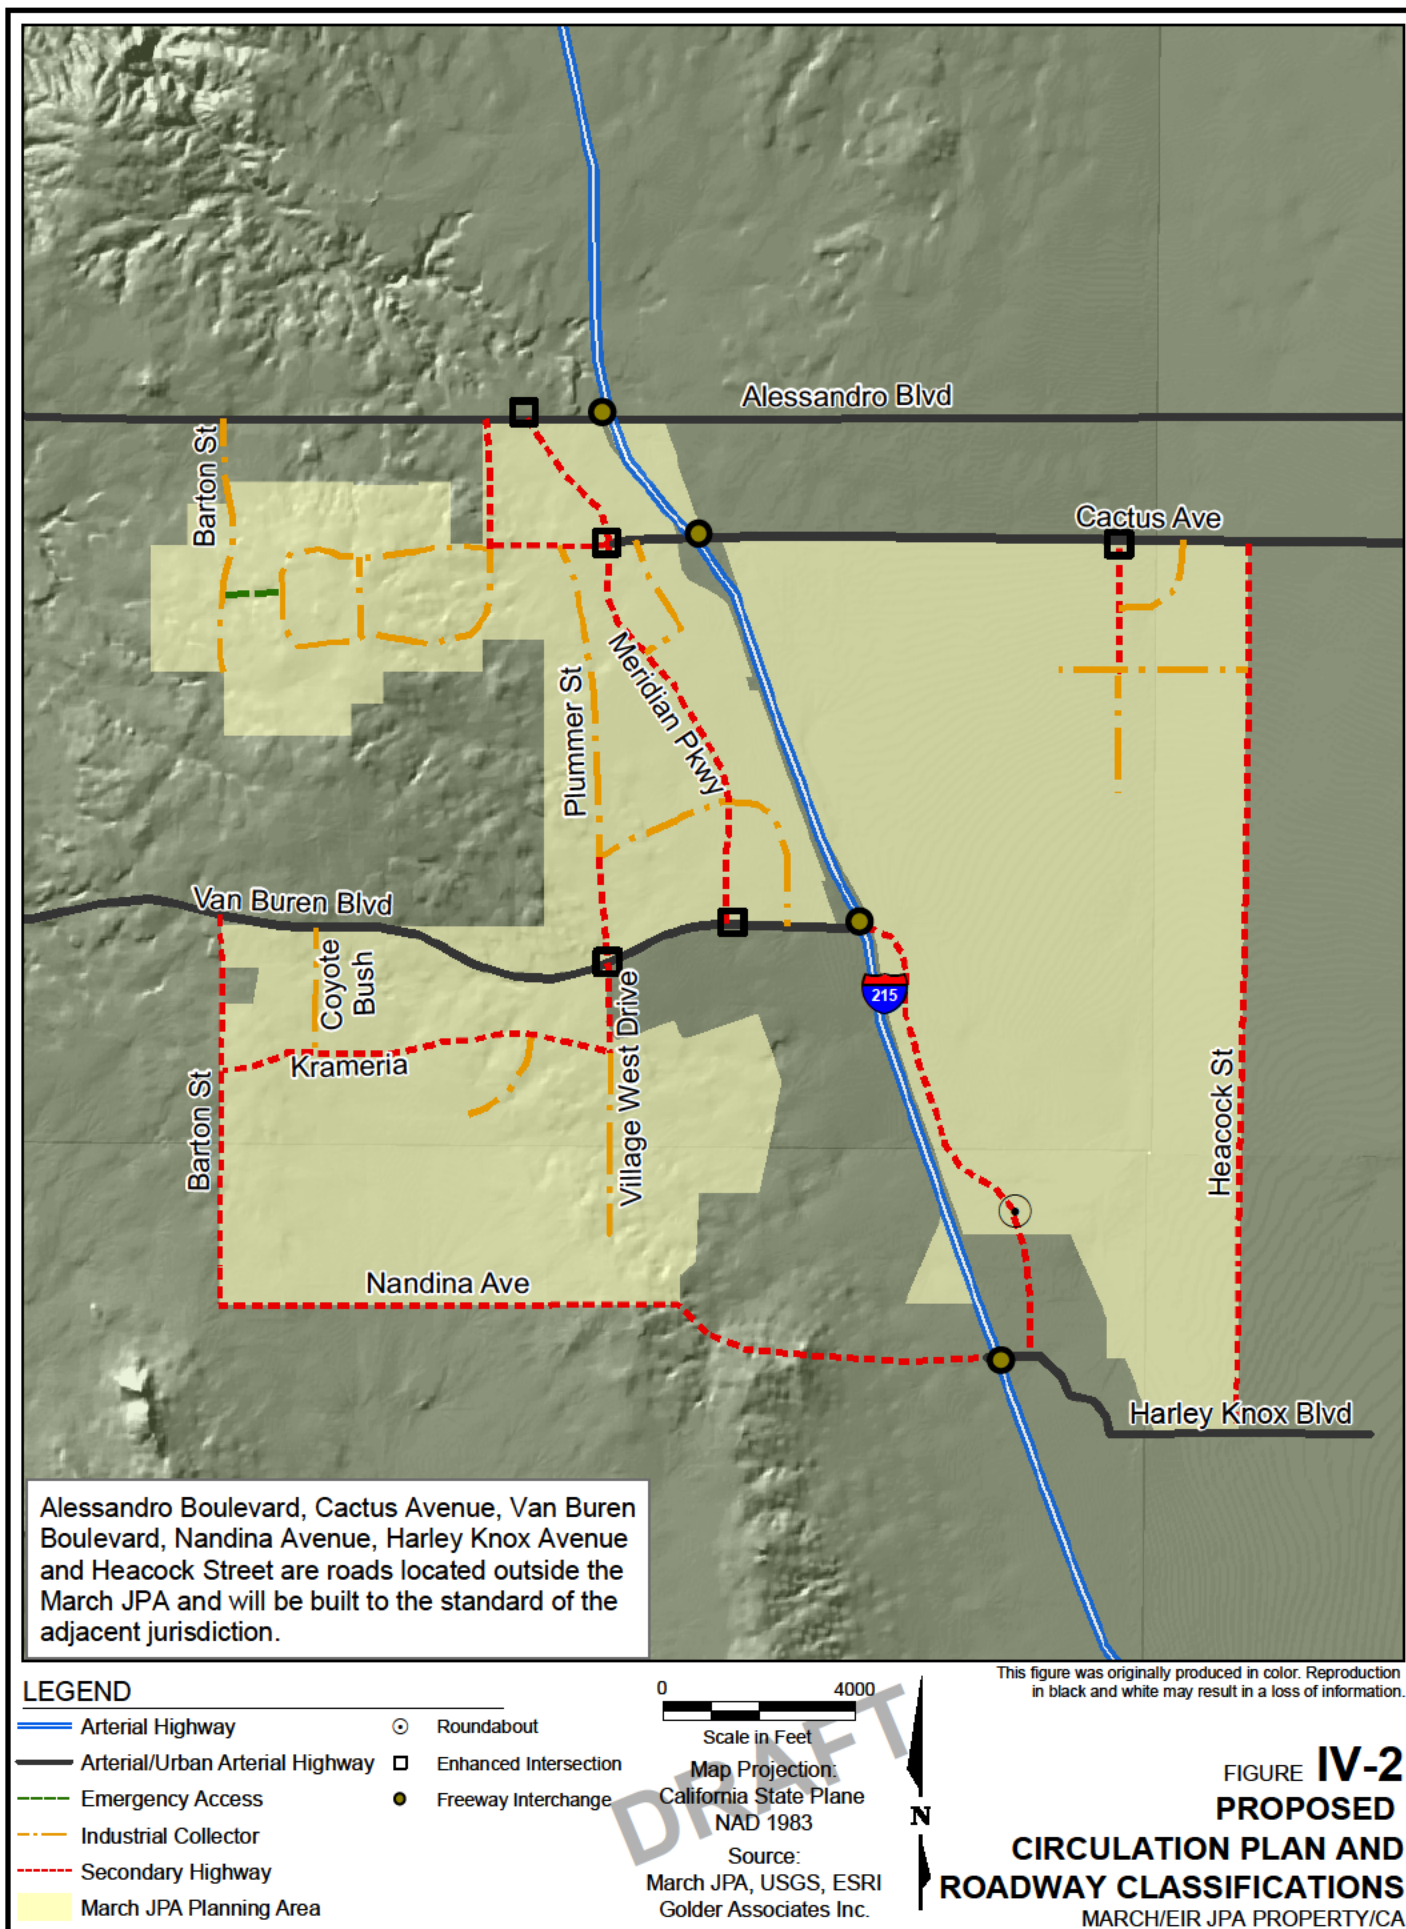 Alessandro Blvd
Barton St
Cactus Ave
Meridian Pkwy
Plummer St
Van Buren Blvd
Coyote
Bush
215
Village West Drive
Krameria
Barton St
Heacock St
Nandina Ave
Harley Knox Blvd
Alessandro Boulevard, Cactus Avenue, Van Buren
Boulevard, Nandina Avenue, Harley Knox Avenue
and Heacock Street are roads located outside the
March JPA and will be built to the standard of the
adjacent jurisdiction.
LEGEND
Arterial Highway
Arterial/Urban Arterial Highway
Emergency Access
Industrial Collector
Secondary Highway
March JPA Planning Area
Roundabout
Enhanced Intersection
Freeway Interchange
0 4000
Scale in Feet
Map Projection:
California State Plane
NAD 1983
Source:
March JPA, USGS, ESRI
Golder Associates Inc.
DRAFT
N
This figure was originally produced in color. Reproduction
in black and white may result in a loss of information.
FIGURE IV-2
PROPOSED
CIRCULATION PLAN AND
ROADWAY CLASSIFICATIONS
MARCH/EIR JPA PROPERTY/CA